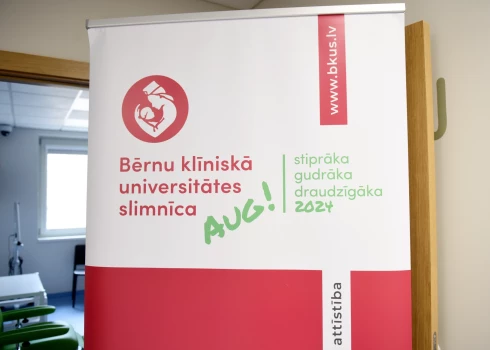 www.bkus.lv
Bērnu klīniskā
universitātes
slimnīca
AUG!
stiprāka
gudrāka
draudzīgāka
2024
attīstība